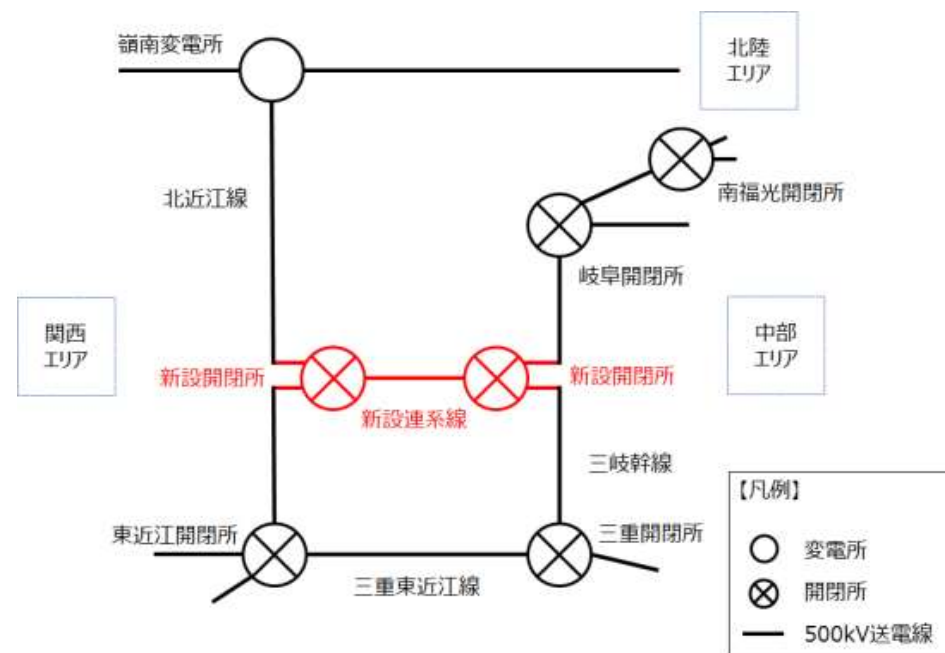 嶺南変電所
北陸
エリア
北近江線
南福光開閉所
岐阜開閉所
関西
エリア
中部
エリア
新設開閉所
新設開閉所
新設連系線
三岐幹線
【凡例】
東近江開閉所
三重開閉所
変電所
三重東近江線
開閉所
500kV送電線